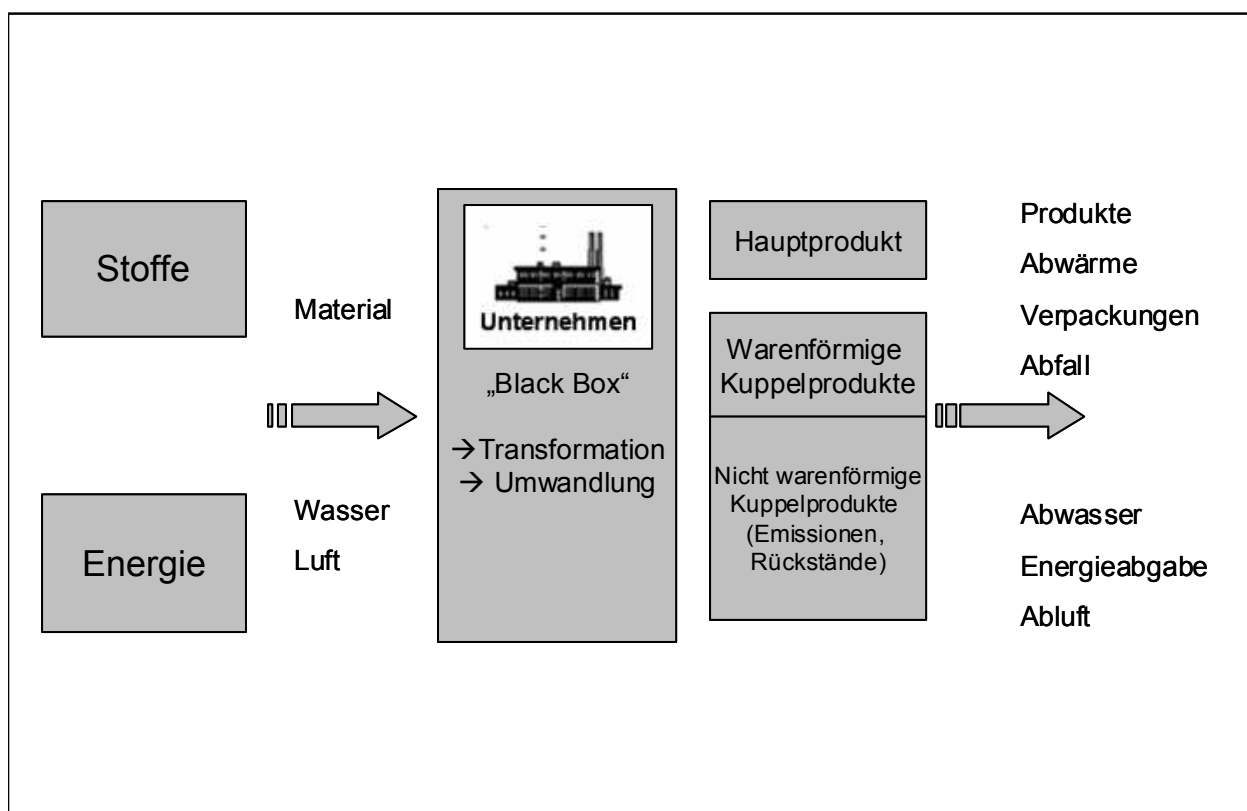 Stoffe
Energie
Material
Wasser
Luft
Unternehmen
„Black Box“
→Transformation
→ Umwandlung
Hauptprodukt
Warenförmige
Kuppelprodukte
Nicht warenförmige
Kuppelprodukte
(Emissionen,
Rückstände)
Produkte
Abwärme
Verpackungen
Abfall
Abwasser
Energieabgabe
Abluft